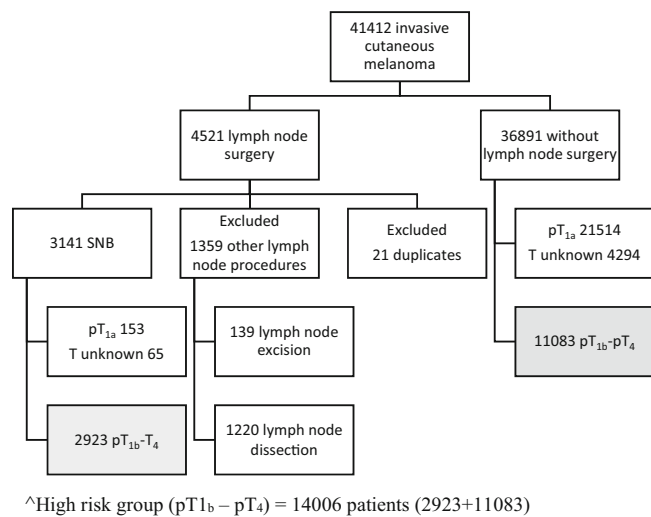 41412 invasive
cutaneous
melanoma
4521 lymph node
surgery
36891 without
lymph node surgery
3141 SNB
Excluded
1359 other lymph
node procedures
Excluded
21 duplicates
pT1a 21514
T unknown 4294
pT1a 153
T unknown 65
139 lymph node
excision
11083 pT1b-pT4
2923 pT1b-T4
1220 lymph node
dissection
^High risk group (pT1b – pT4) = 14006 patients (2923+11083)